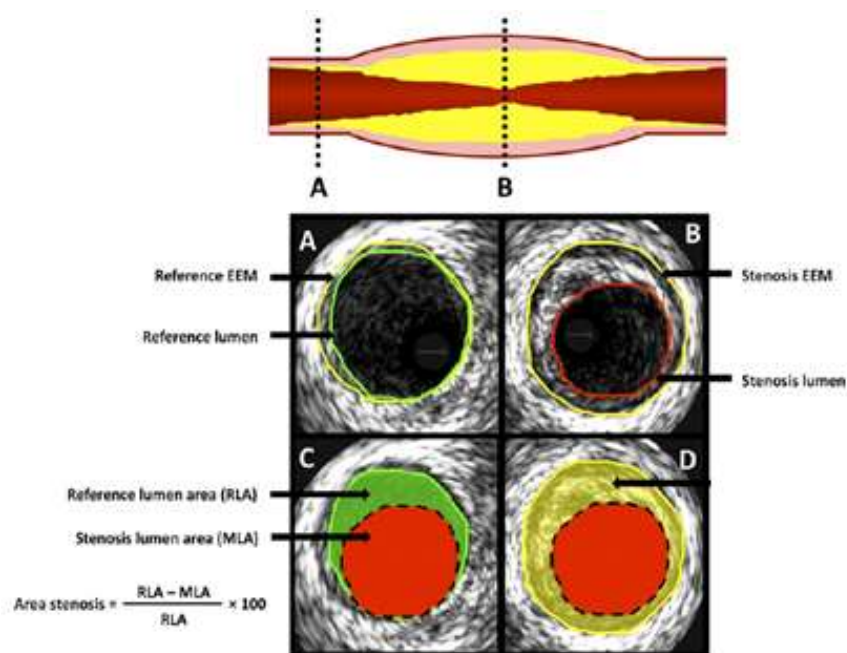 A
B
A
B
Reference EEM
Stenosis EEM
Reference lumen
Stenosis lumen
C
D
Reference lumen area (RLA)
Stenosis lumen area (MLA)
Area stenosis = RLA – MLA / RLA × 100